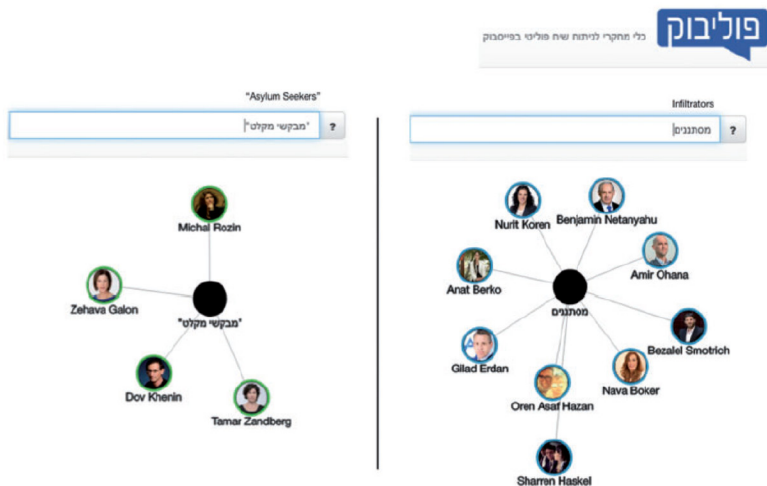 פוליבוק
כלי מחקרי לניתוח שיח פוליטי בפייסבוק
"Asylum Seekers"
"מבקשי מקלט"
?
Michal Rozin
Zehava Galon
"מבקשי מקלט"
Dov Khenin
Tamar Zandberg
Infiltrators
מסתננים
?
Nurit Koren
Benjamin Netanyahu
Amir Ohana
Anat Berko
מסתננים
Bezalel Smotrich
Gilad Erdan
Nava Boker
Oren Asaf Hazan
Sharren Haskel